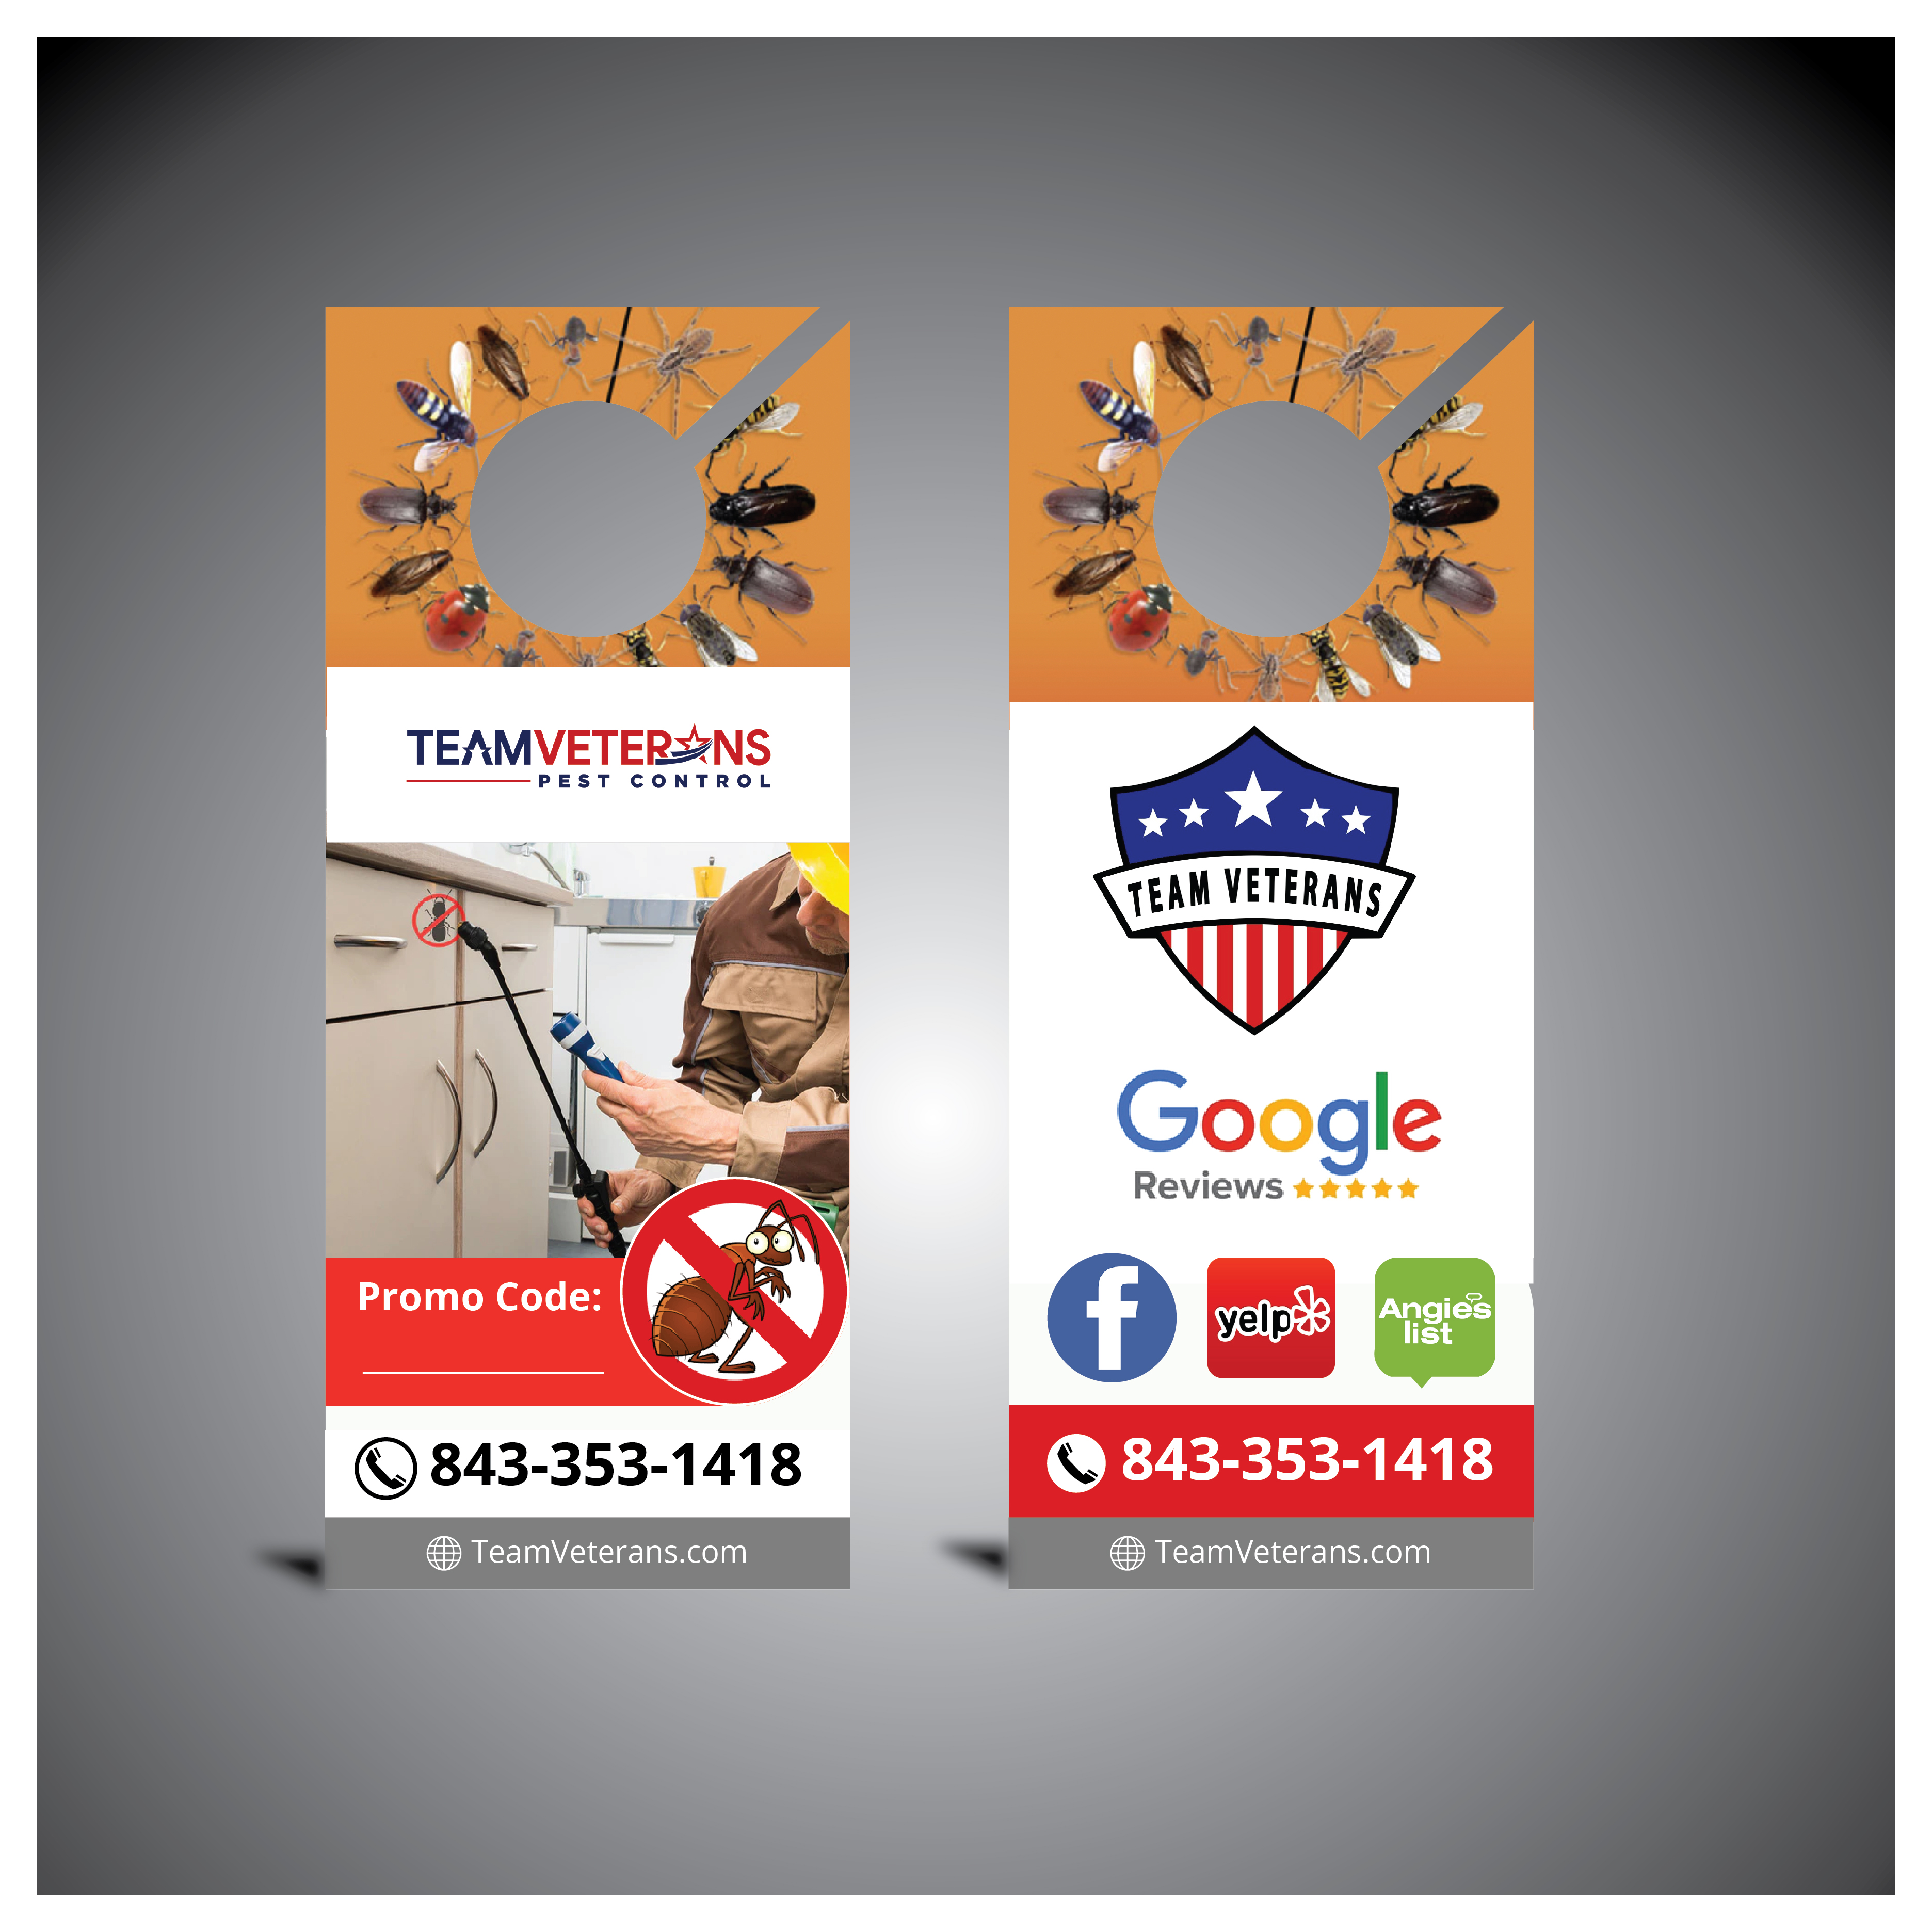 TEAMVETERANS
PEST CONTROL
Promo Code:
843-353-1418
TeamVeterans.com
TEAM VETERANS
Google
Reviews
f
yelp
Angie's
list
843-353-1418
TeamVeterans.com